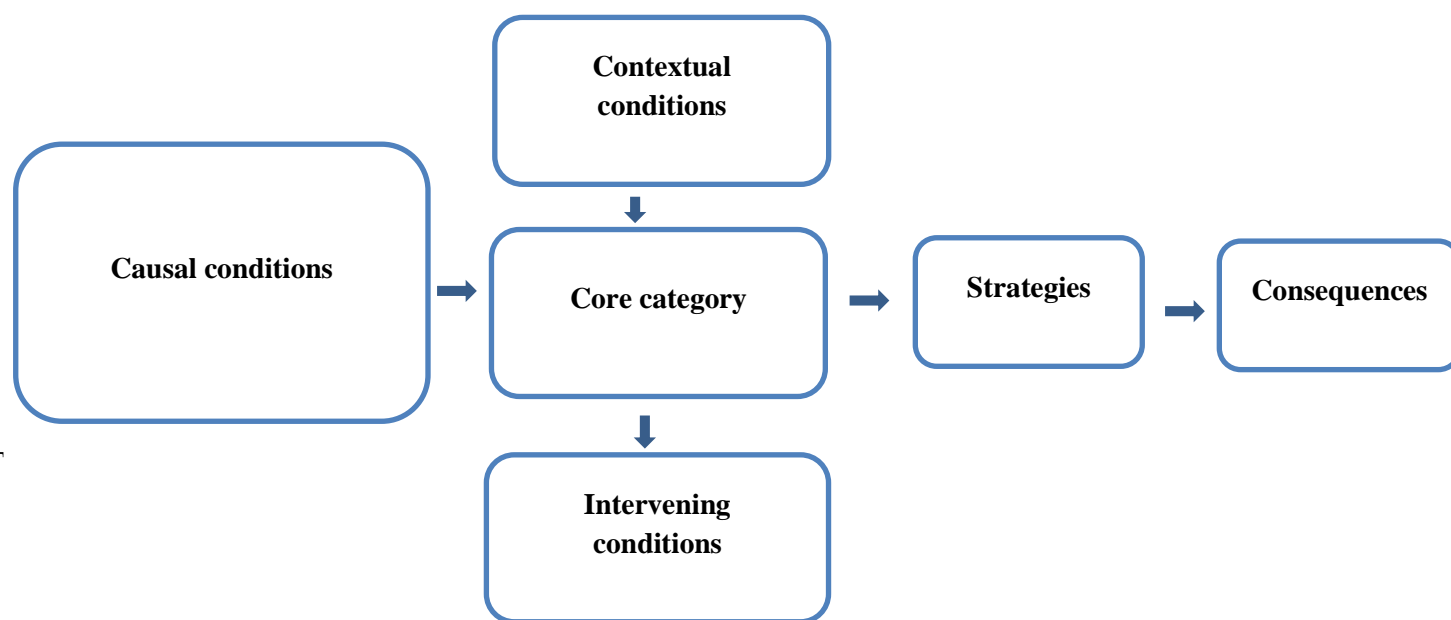 Contextual
conditions
Causal conditions
Core category
Strategies
Consequences
Intervening
conditions